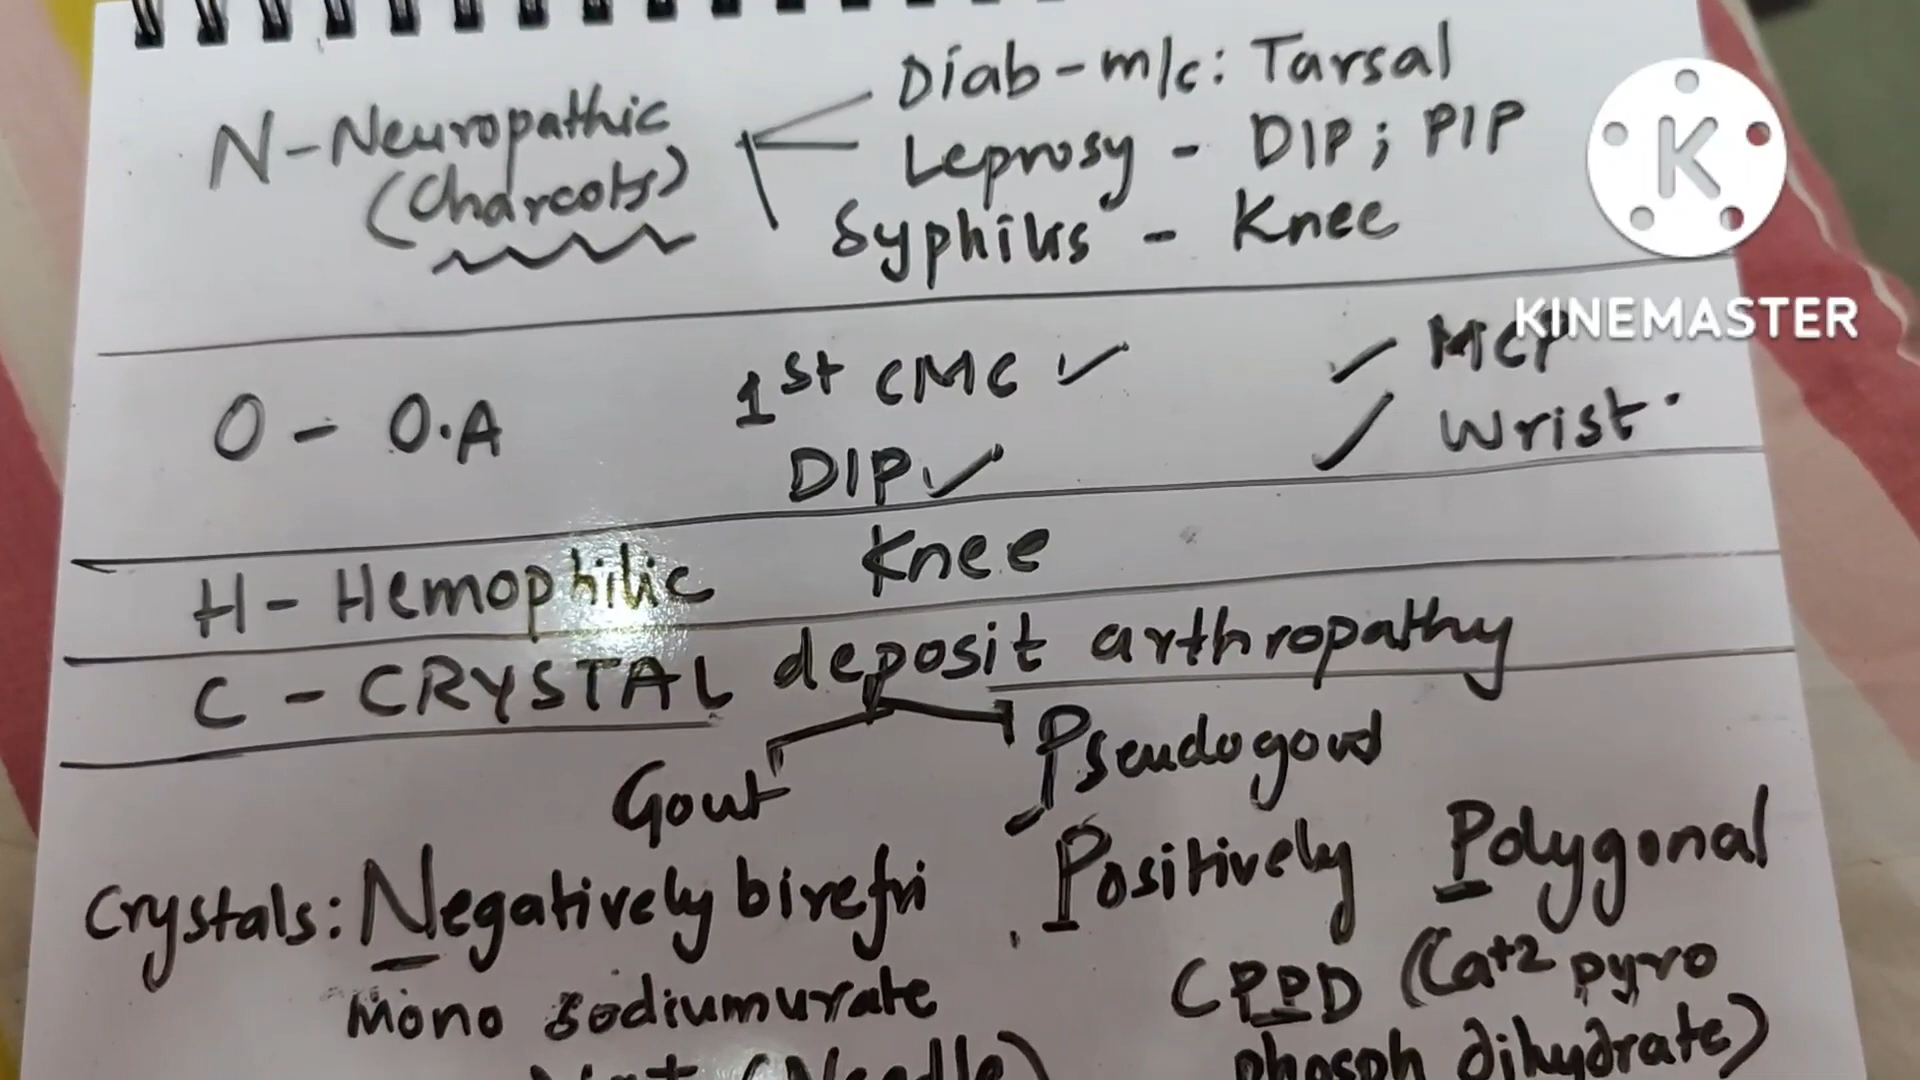 Diab-m/c: Tarsal
N-Neuropathic
Leprosy - DIP; PIP
(Charcots)
Syphilis - Knee
K
KINEMASTER
1st CMC ✓ ✓ MCP
O - O.A
DIP✓ ✓ Wrist.
H- Hemophilic Knee
C - CRYSTAL deposit arthropathy
Gout Pseudogout
Crystals: Negatively birefri Positively Polygonal
Mono sodiumurate CPPD (Ca+2 pyro
(Needle) phosph dihydrate)